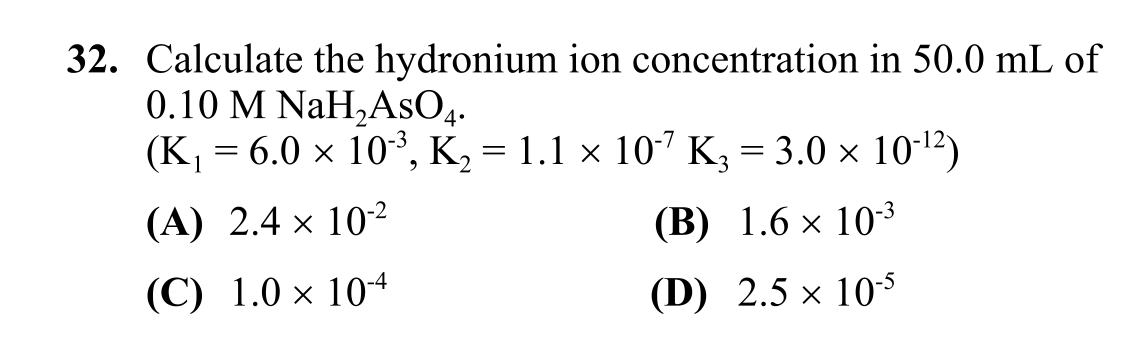 32. Calculate the hydronium ion concentration in 50.0 mL of
0.10 M NaH₂AsO₄.
(K₁ = 6.0 × 10⁻³, K₂ = 1.1 × 10⁻⁷ K₃ = 3.0 × 10⁻¹²)
(A) 2.4 × 10⁻² (B) 1.6 × 10⁻³
(C) 1.0 × 10⁻⁴ (D) 2.5 × 10⁻⁵